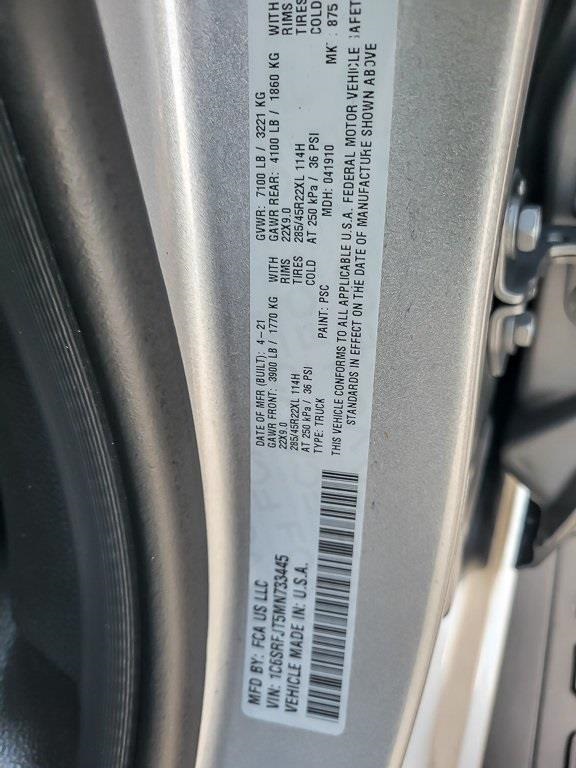 MFD BY: FCA US LLC
DATE OF MFR (BUILT): 4-21
GVWR: 7100 LB / 3221 KG
GAWR FRONT: 3900 LB / 1770 KG WITH
GAWR REAR: 4100 LB / 1860 KG WITH
22X9.0 RIMS
22X9.0 RIMS
285/45R22XL 114H TIRES
285/45R22XL 114H TIRES
AT 250 kPa / 36 PSI COLD
AT 250 kPa / 36 PSI COLD
VIN: 1C6SRFJT5MN733445
TYPE: TRUCK
PAINT: PSC
MDH: 041910
MK: 875
VEHICLE MADE IN: U.S.A.
THIS VEHICLE CONFORMS TO ALL APPLICABLE U.S.A. FEDERAL MOTOR VEHICLE SAFET
STANDARDS IN EFFECT ON THE DATE OF MANUFACTURE SHOWN ABOVE